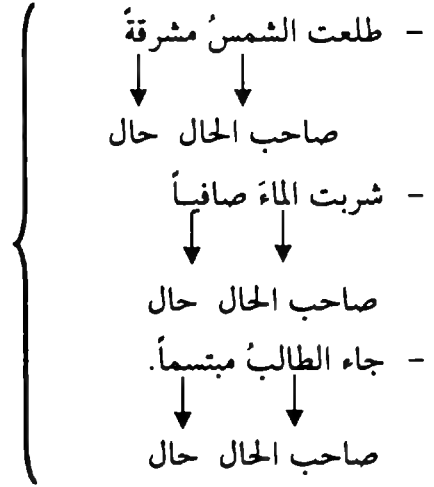 - طلعت الشمسُ مشرقةً
صاحب الحال حال
- شربت الماءَ صافياً
صاحب الحال حال
- جاء الطالبُ مبتسماً.
صاحب الحال حال